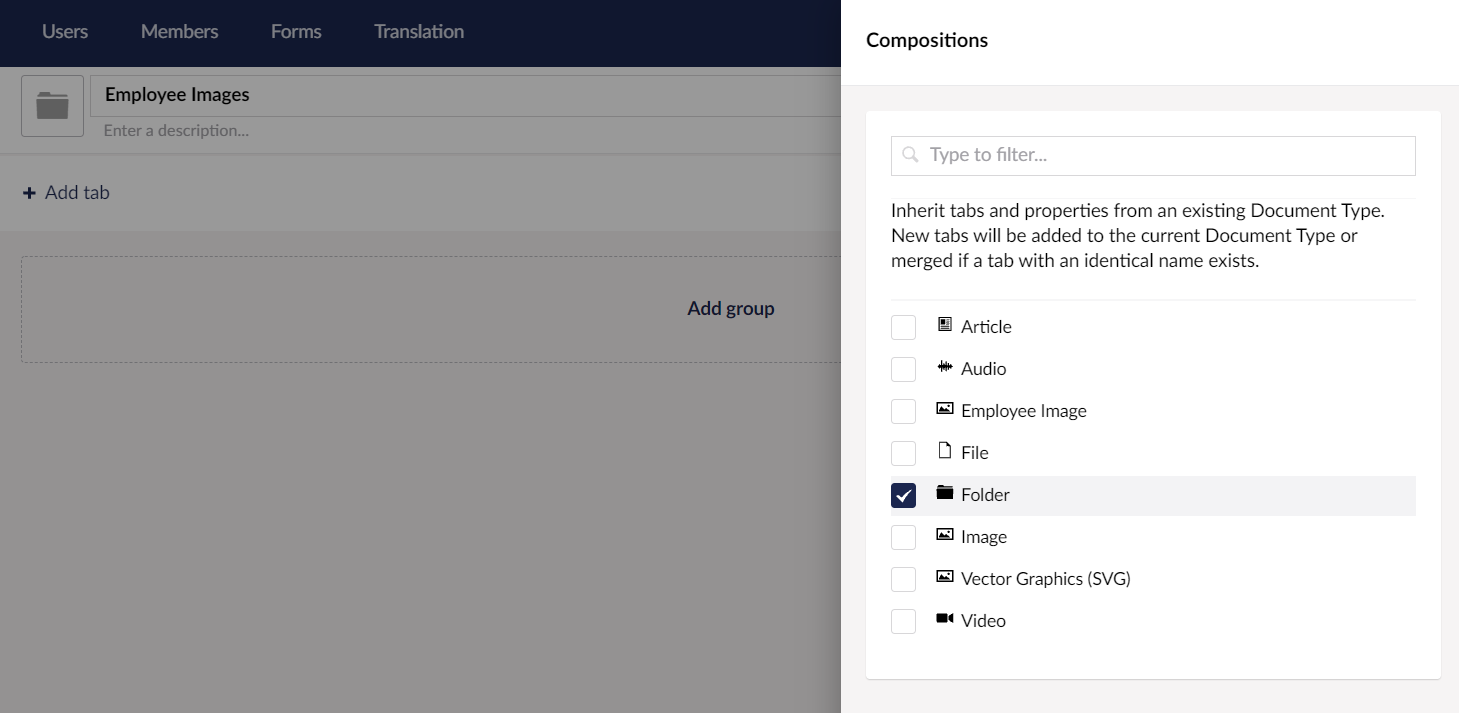 Users Members Forms Translation
Employee Images
Enter a description...
+ Add tab
Add group
Compositions
Type to filter...
Inherit tabs and properties from an existing Document Type.
New tabs will be added to the current Document Type or
merged if a tab with an identical name exists.
Article
Audio
Employee Image
File
Folder
Image
Vector Graphics (SVG)
Video